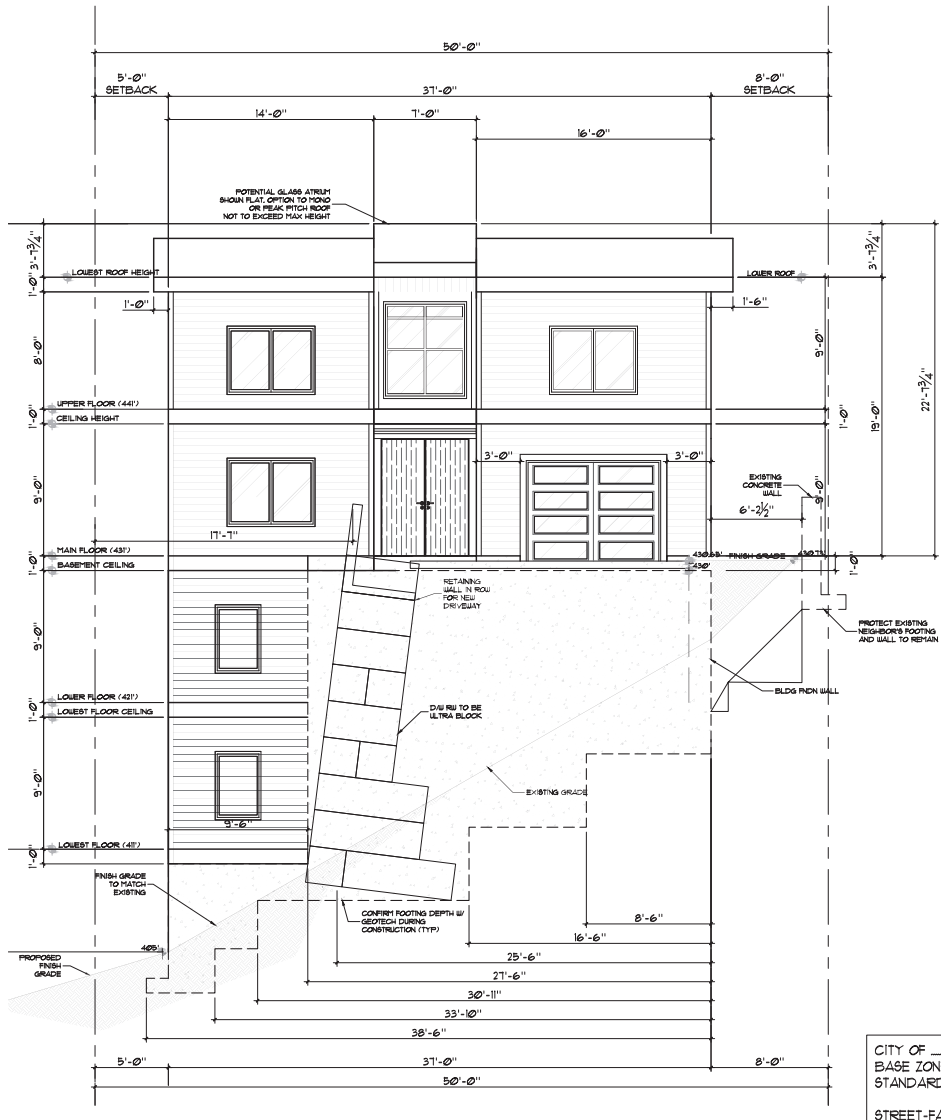 50'-0"
5'-0"
SETBACK
37'-0"
8'-0"
SETBACK
14'-0"
7'-0"
16'-0"
POTENTIAL GLASS ATRIUM
SHOWN FLAT, OPTION TO MONO
OR PEAK PITCH ROOF
NOT TO EXCEED MAX HEIGHT
3'-7 3/4"
3'-7 3/4"
LOWEST ROOF HEIGHT
LOWER ROOF
1'-0"
1'-0"
1'-6"
8'-0"
9'-0"
22'-7 3/4"
UPPER FLOOR (441')
CEILING HEIGHT
1'-0"
1'-0"
19'-0"
3'-0"
3'-0"
EXISTING
CONCRETE
WALL
9'-0"
9'-0"
6'-2 1/2"
17'-7"
MAIN FLOOR (431')
BASEMENT CEILING
1'-0"
FINISH GRADE
430'
1'-0"
RETAINING
WALL IN ROW
FOR NEW
DRIVEWAY
PROTECT EXISTING
NEIGHBOR'S FOOTING
AND WALL TO REMAIN
9'-0"
LOWER FLOOR (421')
LOWEST FLOOR CEILING
1'-0"
BLDG FNDN WALL
D/W RW TO BE
ULTRA BLOCK
9'-0"
EXISTING GRADE
9'-6"
LOWEST FLOOR (411')
1'-0"
FINISH GRADE
TO MATCH
EXISTING
CONFIRM FOOTING DEPTH W/
GEOTECH DURING
CONSTRUCTION (TYP)
8'-6"
16'-6"
405'
25'-6"
PROPOSED
FINISH
GRADE
27'-6"
30'-11"
33'-10"
38'-6"
5'-0"
37'-0"
8'-0"
50'-0"
CITY OF
BASE ZON
STANDARD
STREET-FA